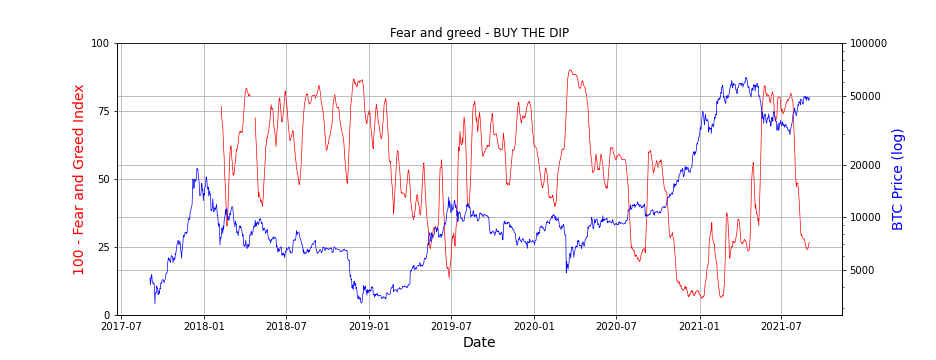 Fear and greed - BUY THE DIP
100 - Fear and Greed Index
100
75
50
25
0
100000
50000
20000
10000
5000
BTC Price (log)
2017-07 2018-01 2018-07 2019-01 2019-07 2020-01 2020-07 2021-01 2021-07
Date